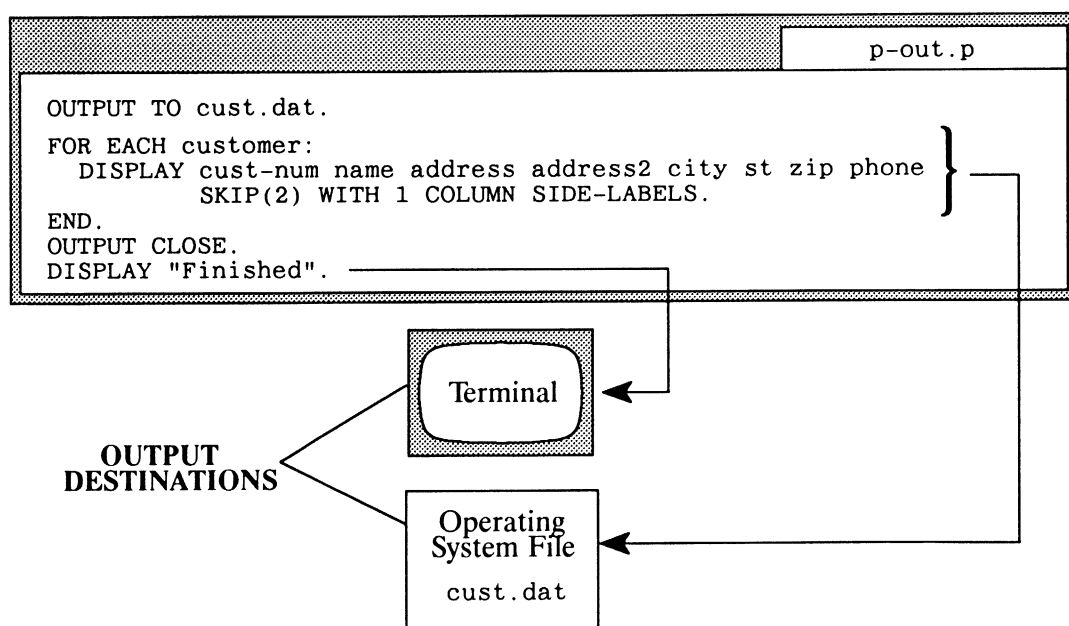 p-out.p
OUTPUT TO cust.dat.
FOR EACH customer:
DISPLAY cust-num name address address2 city st zip phone
SKIP(2) WITH 1 COLUMN SIDE-LABELS.
END.
OUTPUT CLOSE.
DISPLAY "Finished".
Terminal
OUTPUT
DESTINATIONS
Operating
System File
cust.dat